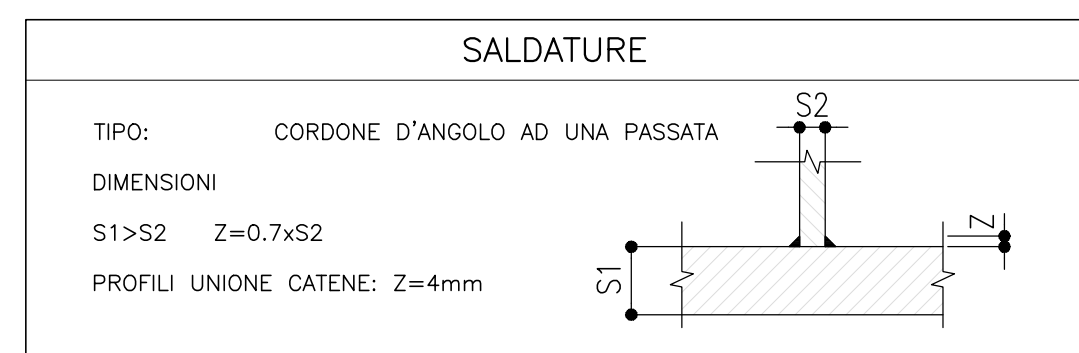 SALDATURE
TIPO: CORDONE D'ANGOLO AD UNA PASSATA
DIMENSIONI
S1>S2 Z=0.7xS2
PROFILI UNIONE CATENE: Z=4mm
S2
Z
S1